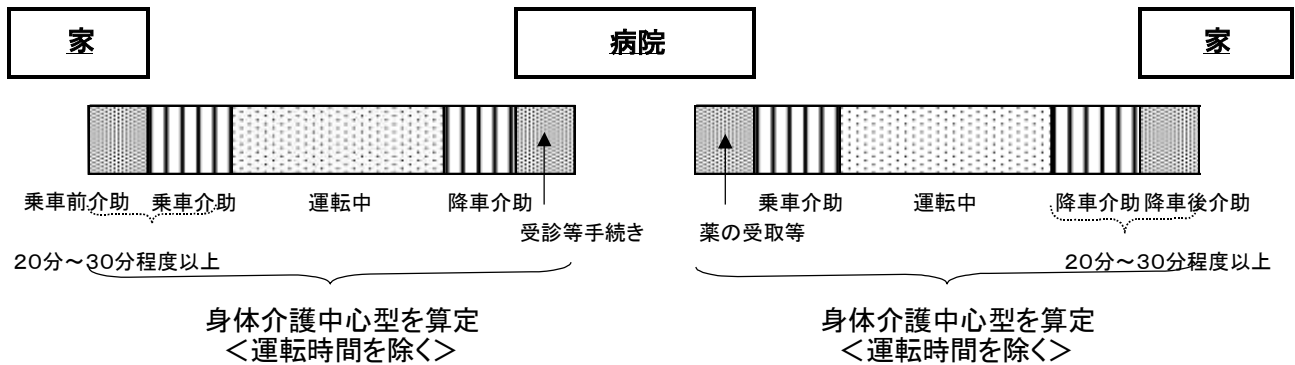 家
病院
家
乗車前介助
乗車介助
運転中
降車介助
受診等手続き
薬の受取等
乗車介助
運転中
降車介助
降車後介助
20分～30分程度以上
20分～30分程度以上
身体介護中心型を算定
＜運転時間を除く＞
身体介護中心型を算定
＜運転時間を除く＞